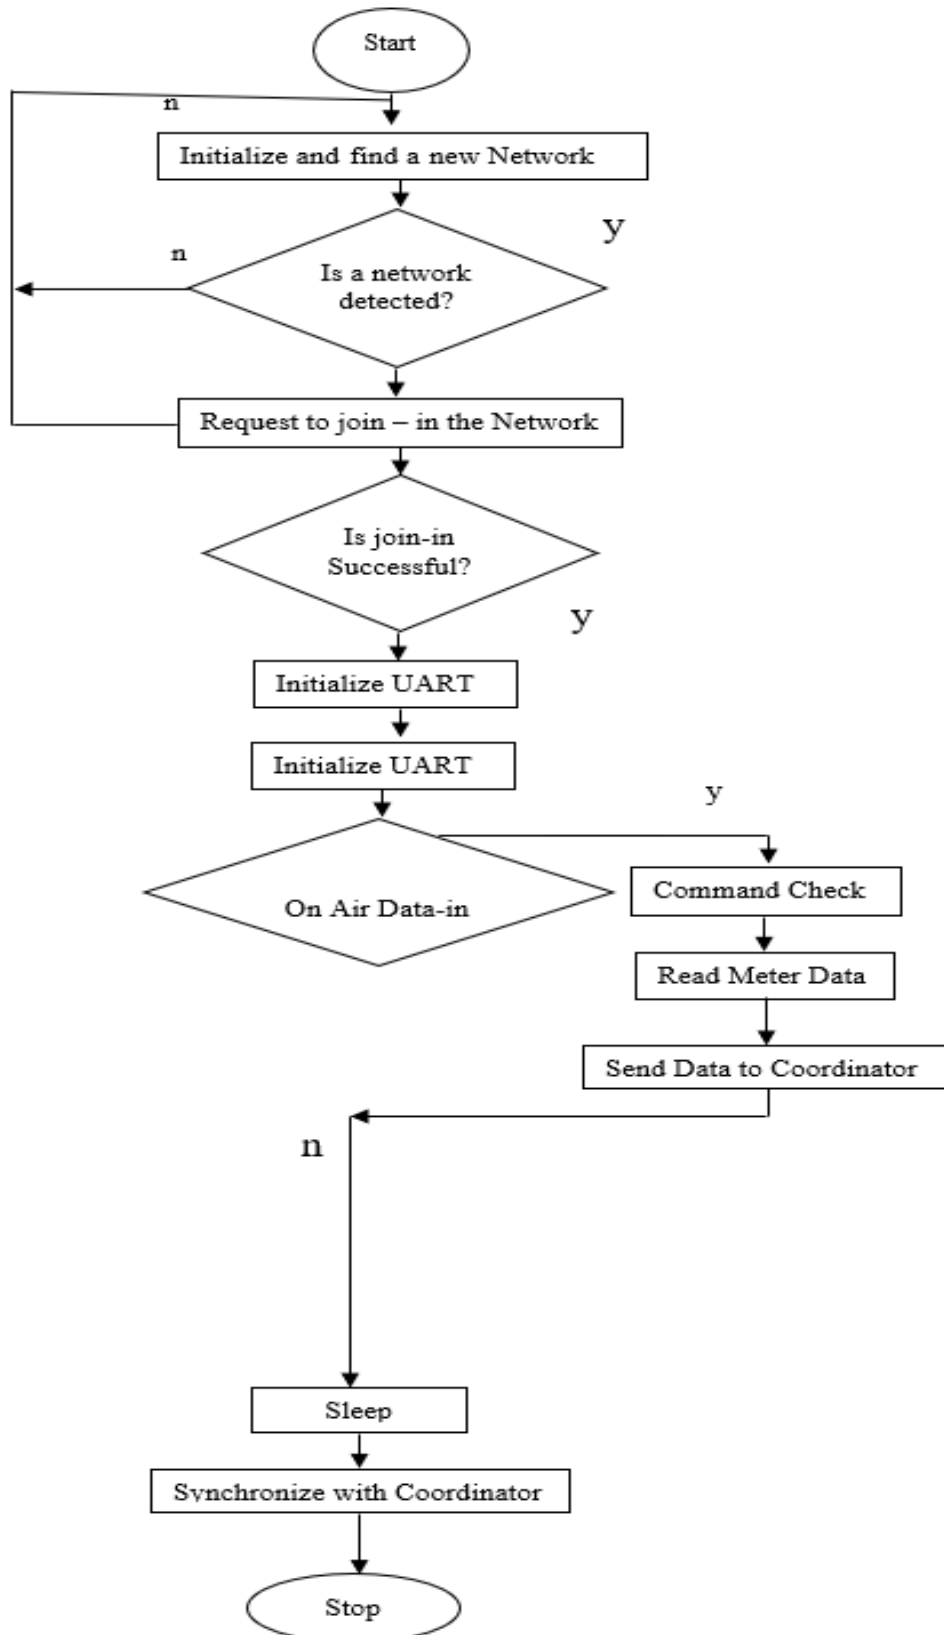 Start
n
Initialize and find a new Network
y
n
Is a network
detected?
Request to join – in the Network
Is join-in
Successful?
y
Initialize UART
Initialize UART
y
On Air Data-in
Command Check
Read Meter Data
Send Data to Coordinator
n
Sleep
Synchronize with Coordinator
Stop